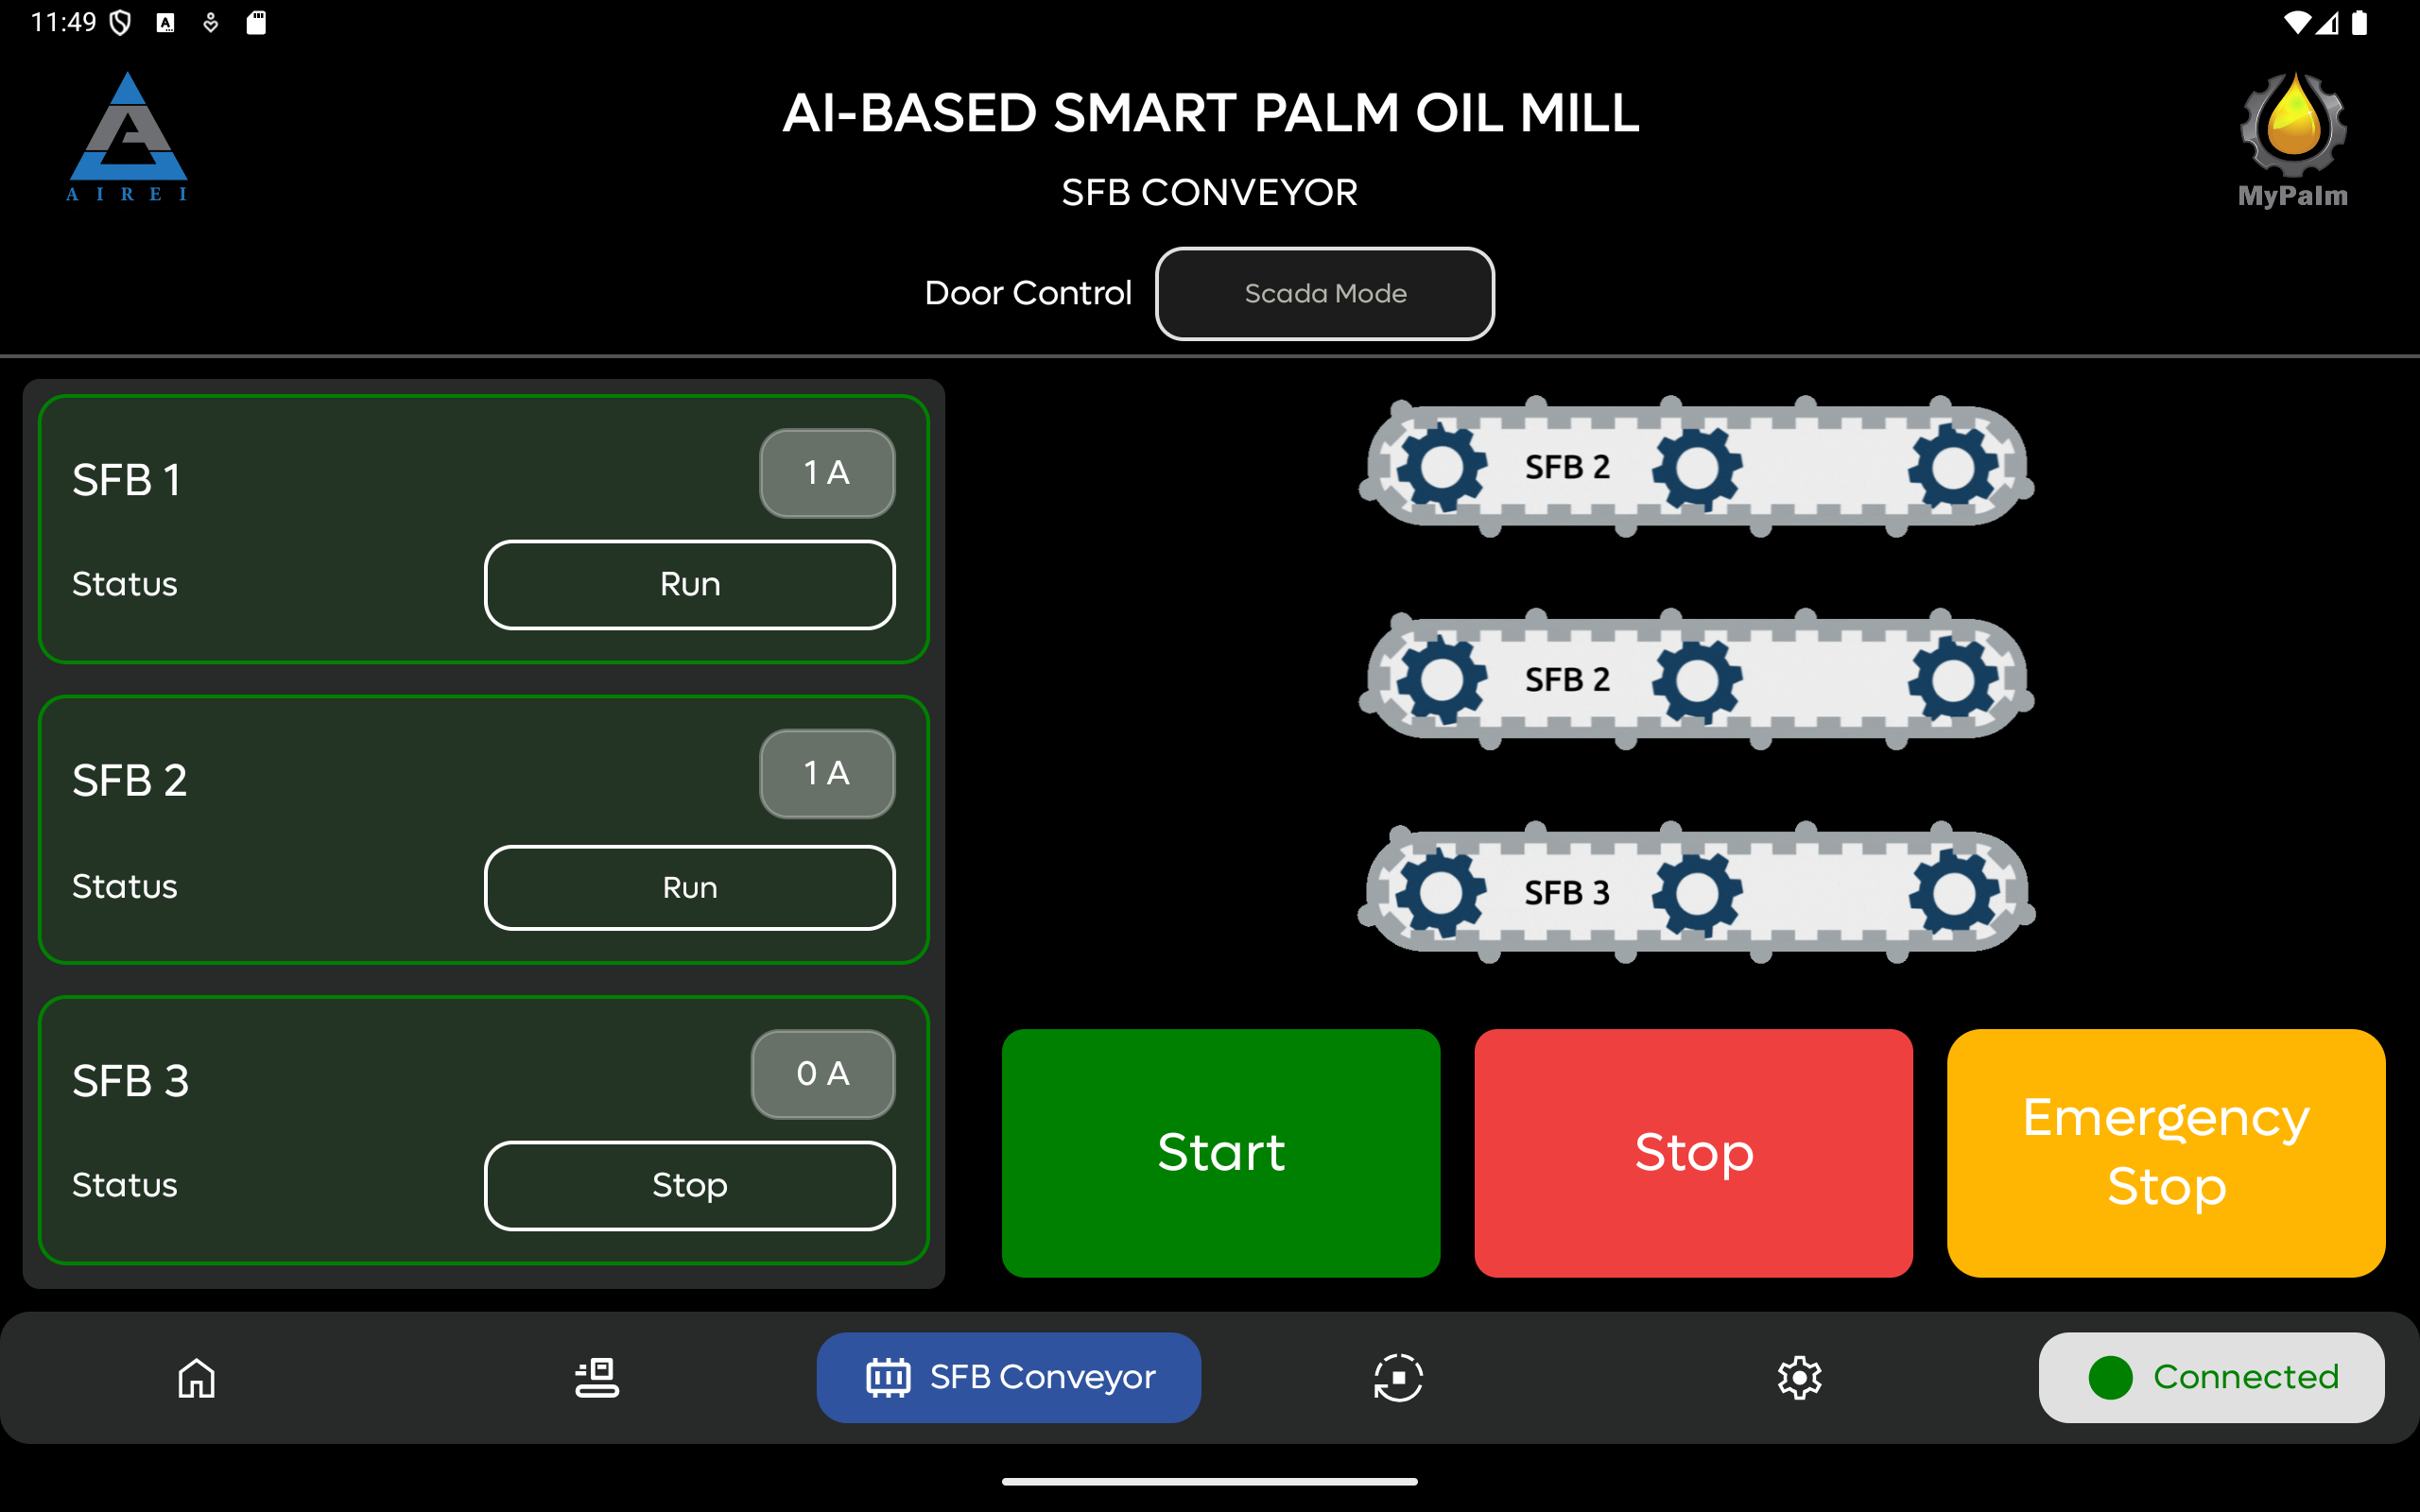 11:49
AI-BASED SMART PALM OIL MILL
AIREI
MyPalm
SFB CONVEYOR
Door Control
Scada Mode
SFB 1
1 A
Status
Run
SFB 2
1 A
Status
Run
SFB 3
0 A
Status
Stop
SFB 2
SFB 2
SFB 3
Start
Stop
Emergency
Stop
SFB Conveyor
Connected